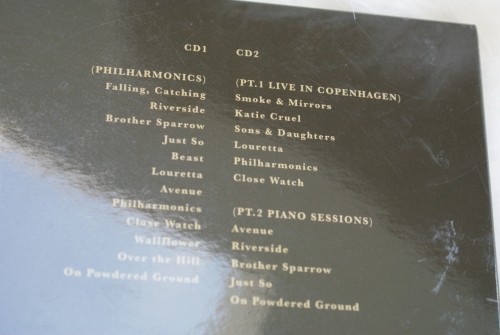 CD1
(PHILHARMONICS)
Falling, Catching
Riverside
Brother Sparrow
Just So
Beast
Louretta
Avenue
Philharmonics
Close Watch
Wallflower
Over the Hill
On Powdered Ground
CD2
(PT.1 LIVE IN COPENHAGEN)
Smoke & Mirrors
Katie Cruel
Sons & Daughters
Louretta
Philharmonics
Close Watch
(PT.2 PIANO SESSIONS)
Avenue
Riverside
Brother Sparrow
Just So
On Powdered Ground